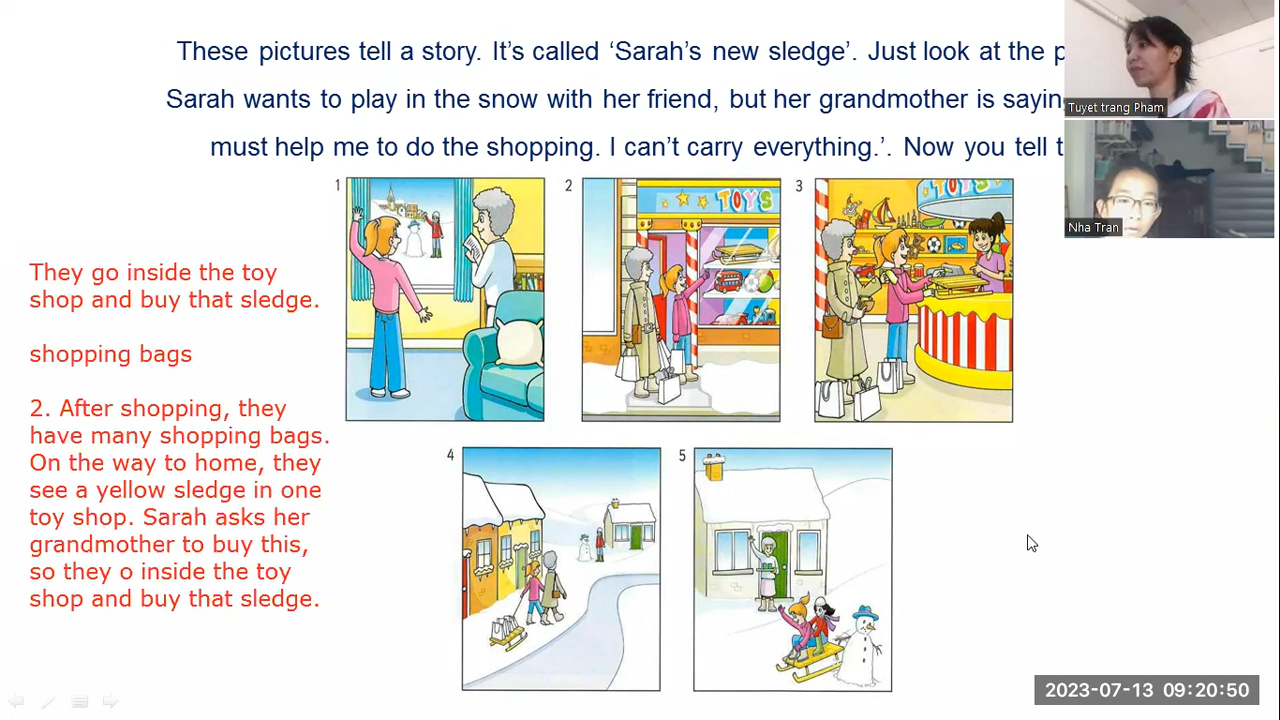 These pictures tell a story. It's called ‘Sarah's new sledge’. Just look at the
Sarah wants to play in the snow with her friend, but her grandmother is
must help me to do the shopping. I can't carry everything.’. Now you tell
Tuyet trang Pham
Nha Tran
1
2
3
TOYS
TOYS
They go inside the toy
shop and buy that sledge.
shopping bags
2. After shopping, they
have many shopping bags.
On the way to home, they
see a yellow sledge in one
toy shop. Sarah asks her
grandmother to buy this,
so they o inside the toy
shop and buy that sledge.
4
5
2023-07-13 09:20:50